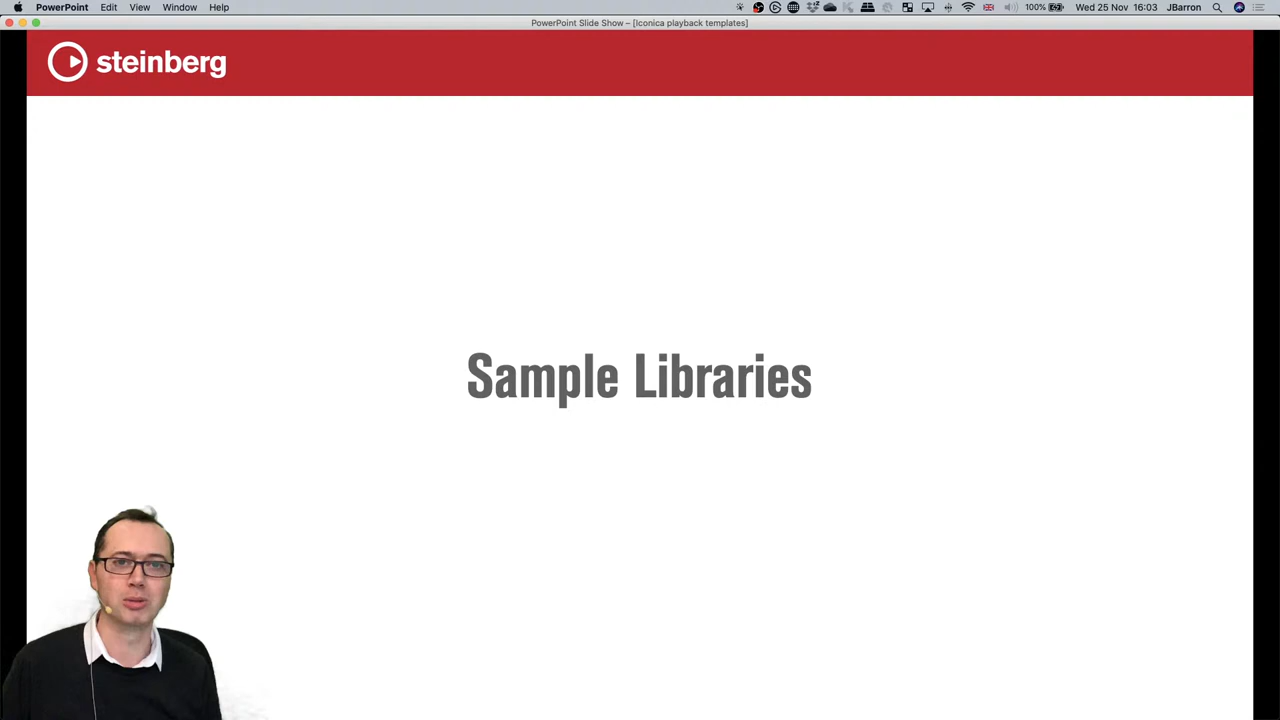 PowerPoint Edit View Window Help 100% Wed 25 Nov 16:03 JBarron
PowerPoint Slide Show – [Iconica playback templates]
steinberg
Sample Libraries